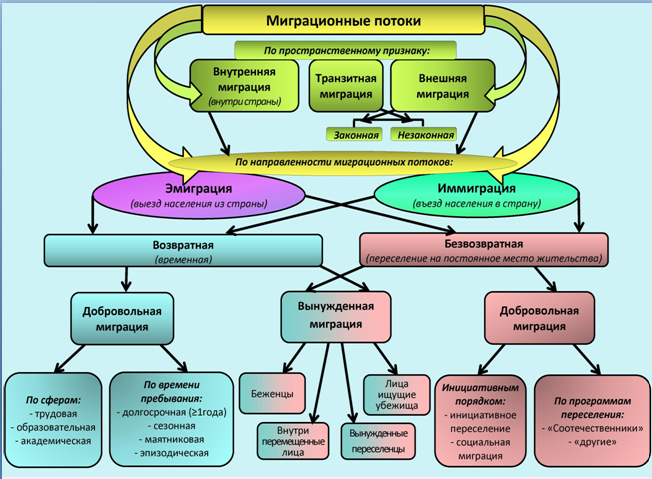 Миграционные потоки
По пространственному признаку:
Внутренняя
миграция
(внутри страны)
Транзитная
миграция
Внешняя
миграция
Законная
Незаконная
По направленности миграционных потоков:
Эмиграция
(выезд населения из страны)
Иммиграция
(въезд населения в страну)
Возвратная
(временная)
Безвозвратная
(переселение на постоянное место жительства)
Добровольная
миграция
Вынужденная
миграция
Добровольная
миграция
По сферам:
- трудовая
- образовательная
- академическая
По времени
пребывания:
- долгосрочная (≥1года)
- сезонная
- маятниковая
- эпизодическая
Беженцы
Внутри
перемещенные
лица
Лица
ищущие
убежища
Вынужденные
переселенцы
Инициативным
порядком:
- инициативное
переселение
- социальная
миграция
По программам
переселения:
- «Соотечественники»
- «другие»